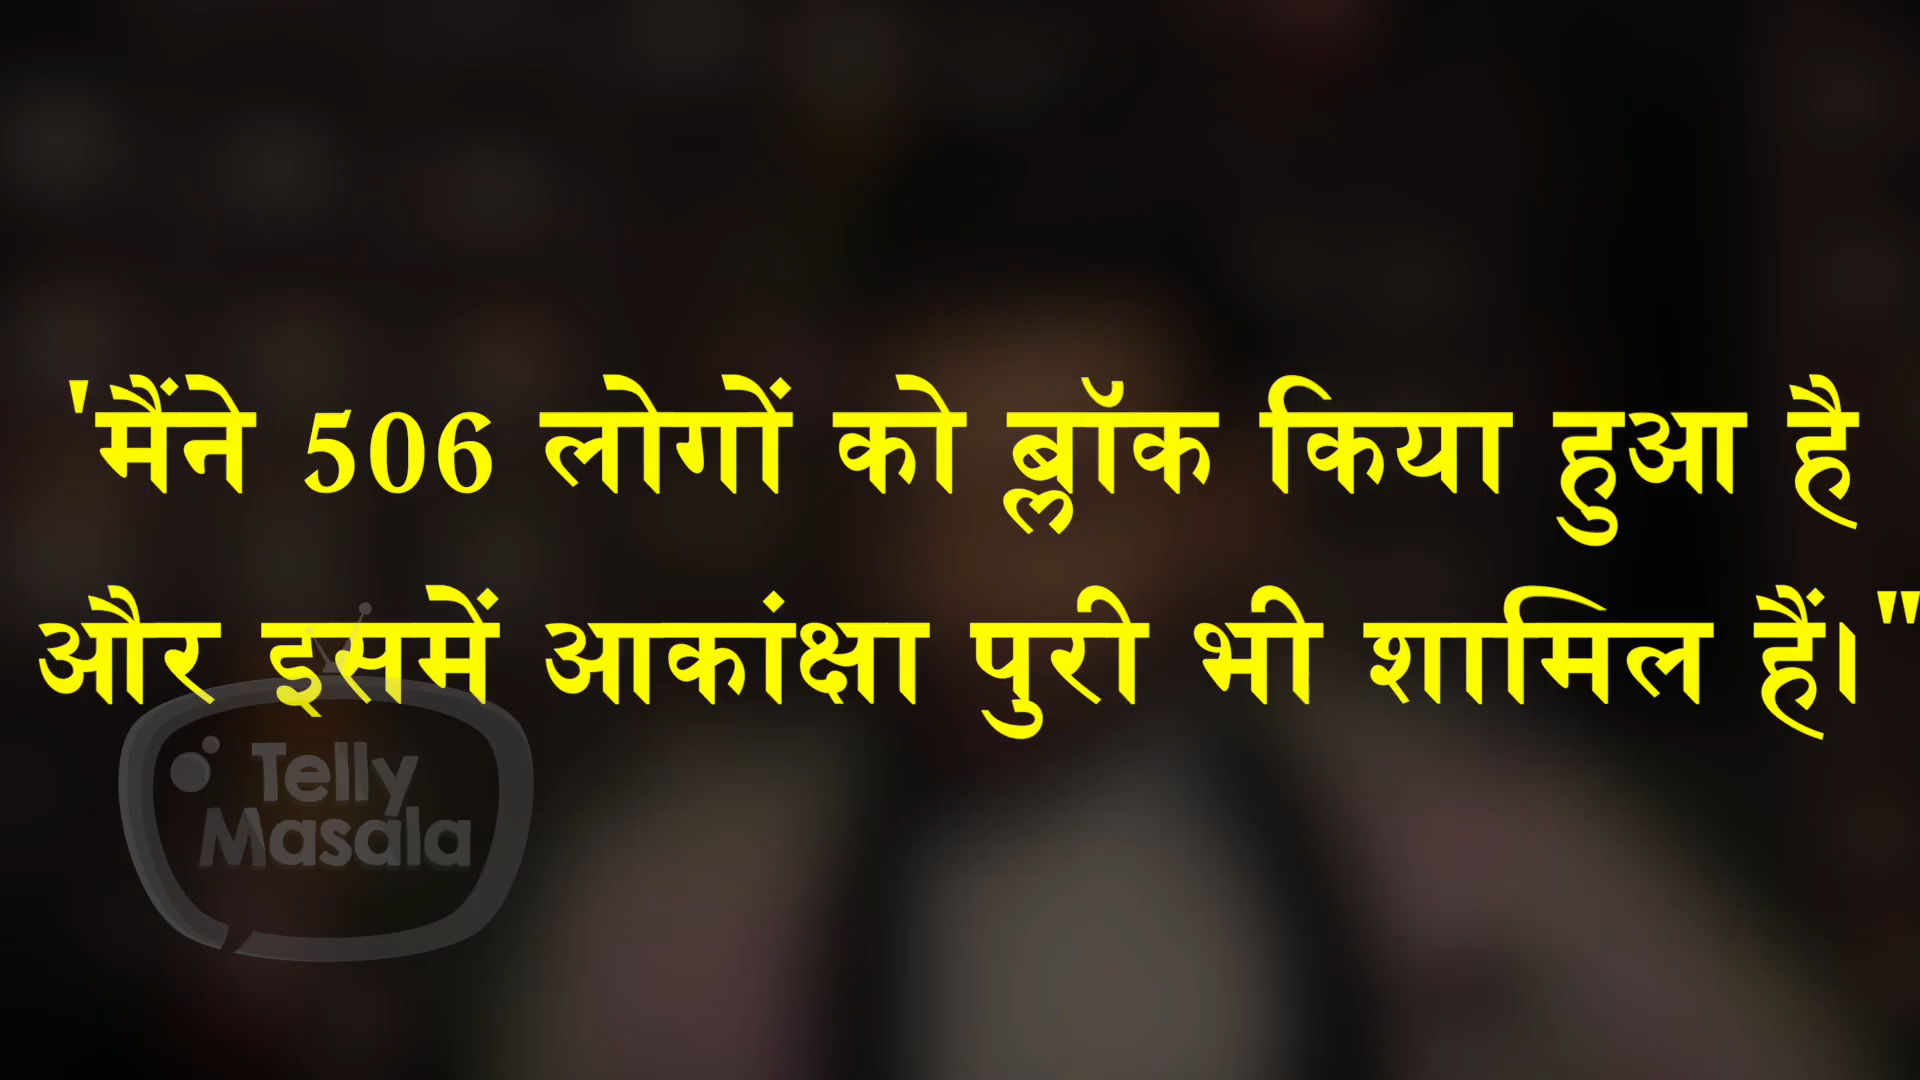 'मैंने 506 लोगों को ब्लॉक किया हुआ है
और इसमें आकांक्षा पुरी भी शामिल हैं।"
Telly
Masala